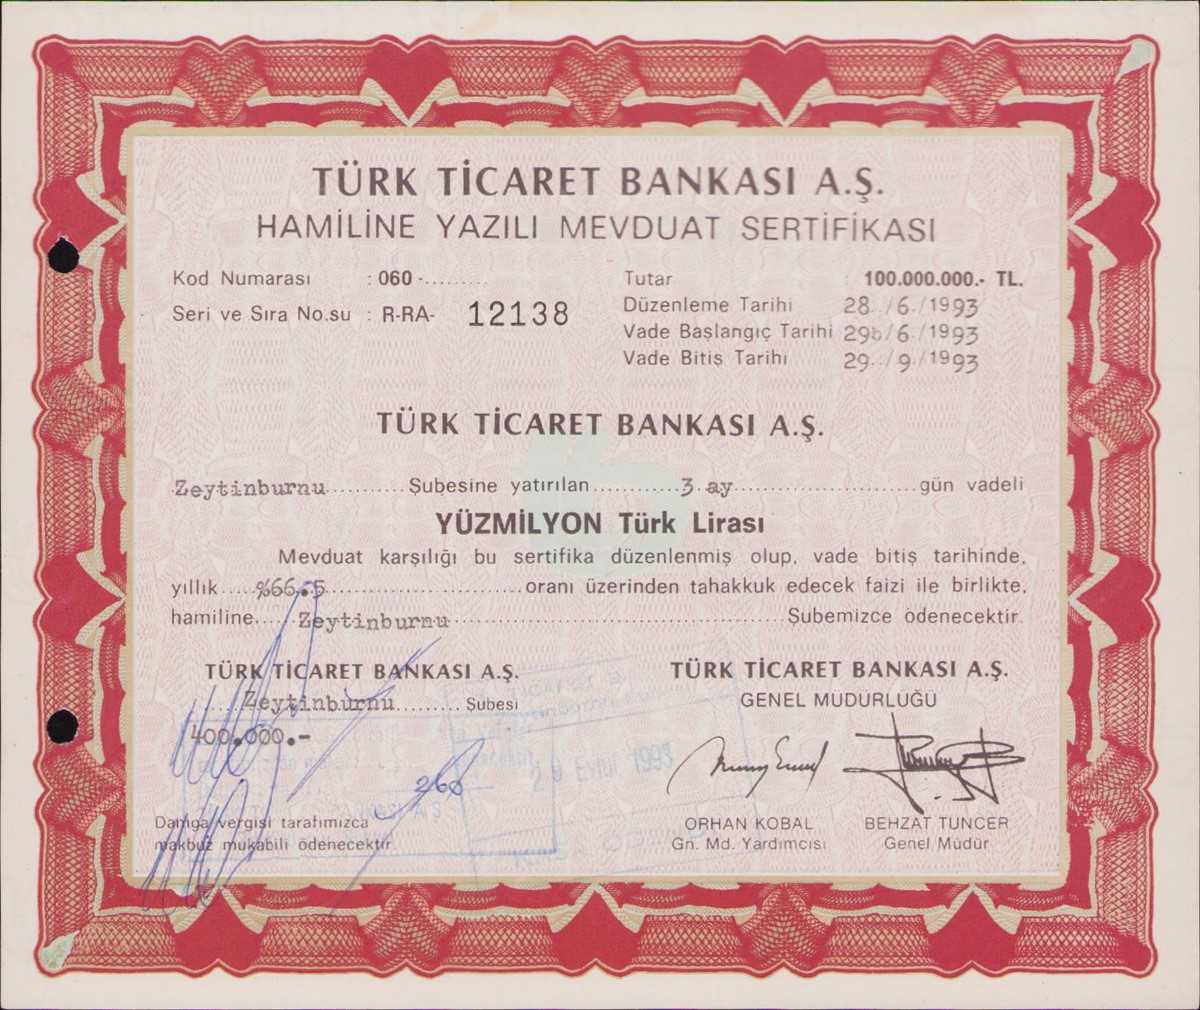 TÜRK TİCARET BANKASI A.Ş.
HAMİLİNE YAZILI MEVDUAT SERTİFİKASI
Kod Numarası : 060 -.........
Seri ve Sıra No.su : R-RA- 12138
Tutar : 100.000.000.- TL.
Düzenleme Tarihi 28./6./1993
Vade Başlangıç Tarihi 29./6./1993
Vade Bitiş Tarihi 29../9./1993
TÜRK TİCARET BANKASI A.Ş.
Zeytinburnu.......... Şubesine yatırılan...........3 ay........................gün vadeli
YÜZMİLYON Türk Lirası
Mevduat karşılığı bu sertifika düzenlenmiş olup, vade bitiş tarihinde,
yıllık.....%66.5.........................oranı üzerinden tahakkuk edecek faizi ile birlikte,
hamiline.....Zeytinburnu..........................................Şubemizce ödenecektir.
TÜRK TİCARET BANKASI A.Ş.
.....Zeytinburnu......... Şubesi
400.000.-
260
Damga vergisi tarafımızca
makbuz mukabili ödenecektir.
29 Eylül 1993
TÜRK TİCARET BANKASI A.Ş.
GENEL MÜDÜRLÜĞÜ
ORHAN KOBAL
Gn. Md. Yardımcısı
BEHZAT TUNCER
Genel Müdür